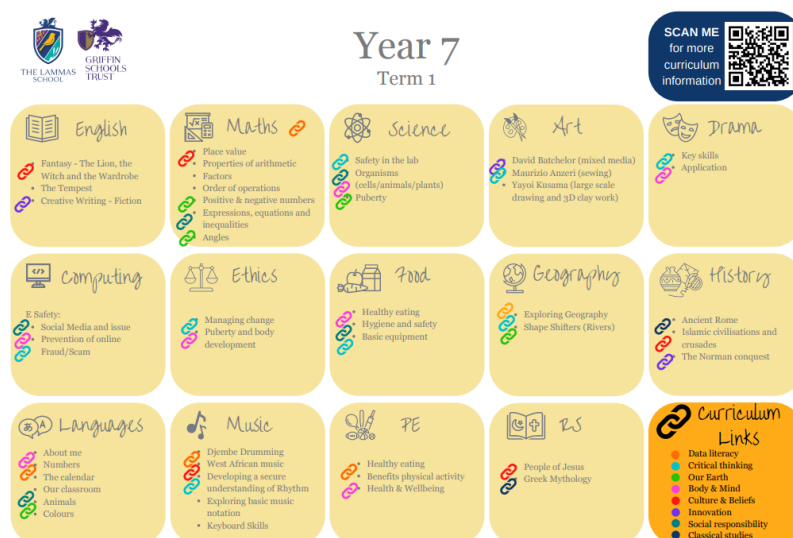 THE LAMMAS
SCHOOL
GRIFFIN
SCHOOLS
TRUST
Year 7
Term 1
SCAN ME
for more
curriculum
information
English
Fantasy - The Lion, the
Witch and the Wardrobe
The Tempest
Creative Writing - Fiction
Maths
Place value
Properties of arithmetic
Factors
Order of operations
Positive & negative numbers
Expressions, equations and
inequalities
Angles
Science
Safety in the lab
Organisms
(cells/animals/plants)
Puberty
Art
David Batchelor (mixed media)
Maurizio Anzeri (sewing)
Yayoi Kusama (large scale
drawing and 3D clay work)
Drama
Key skills
Application
Computing
E Safety:
Social Media and issue
Prevention of online
Fraud/Scam
Ethics
Managing change
Puberty and body
development
Food
Healthy eating
Hygiene and safety
Basic equipment
Geography
Exploring Geography
Shape Shifters (Rivers)
History
Ancient Rome
Islamic civilisations and
crusades
The Norman conquest
Languages
About me
Numbers
The calendar
Our classroom
Animals
Colours
Music
Djembe Drumming
West African music
Developing a secure
understanding of Rhythm
Exploring basic music
notation
Keyboard Skills
PE
Healthy eating
Benefits physical activity
Health & Wellbeing
RS
People of Jesus
Greek Mythology
Curriculum
Links
Data literacy
Critical thinking
Our Earth
Body & Mind
Culture & Beliefs
Innovation
Social responsibility
Classical studies